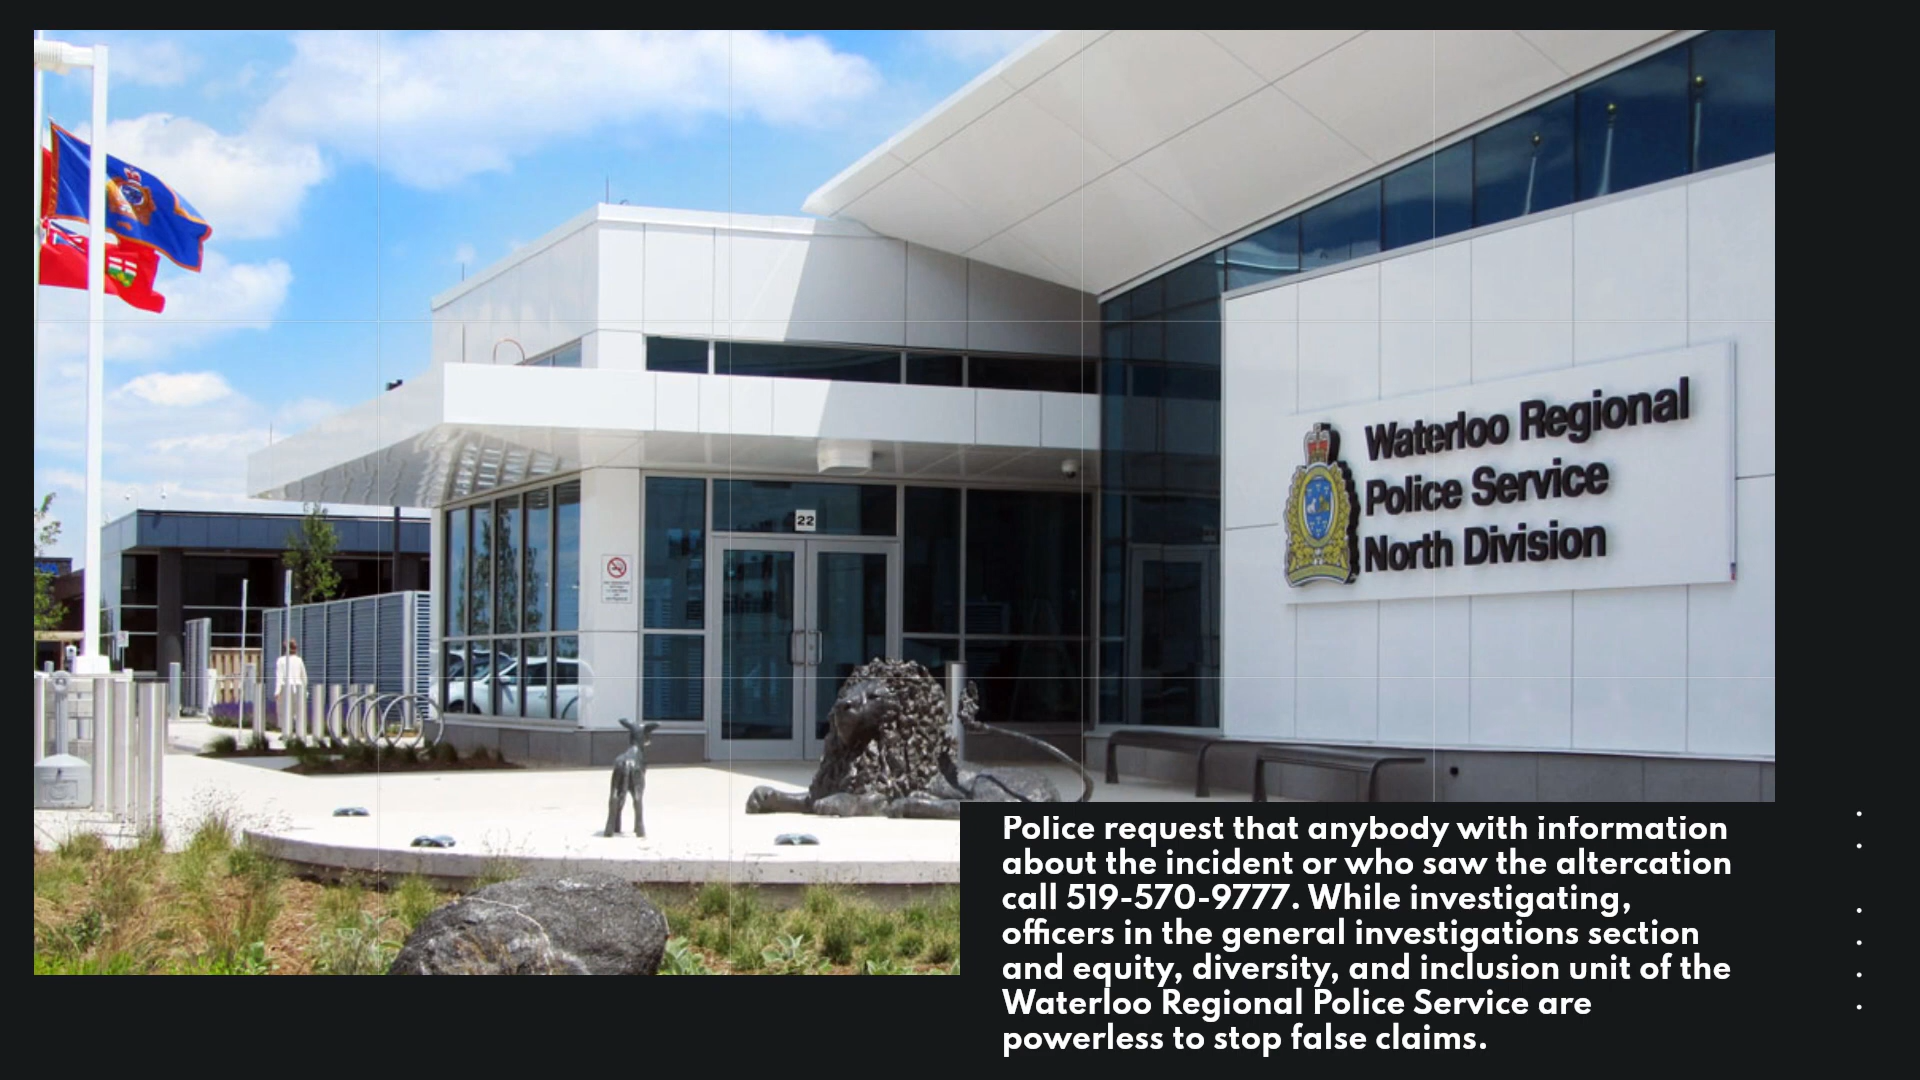 22
Waterloo Regional
Police Service
North Division
Police request that anybody with information
about the incident or who saw the altercation
call 519-570-9777. While investigating,
officers in the general investigations section
and equity, diversity, and inclusion unit of the
Waterloo Regional Police Service are
powerless to stop false claims.